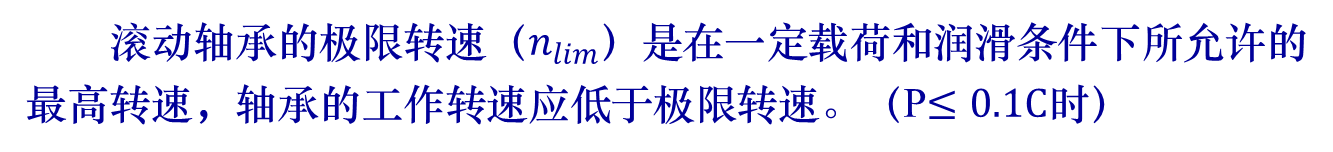 滚动轴承的极限转速（n_lim）是在一定载荷和润滑条件下所允许的
最高转速，轴承的工作转速应低于极限转速。（P≤ 0.1C时）